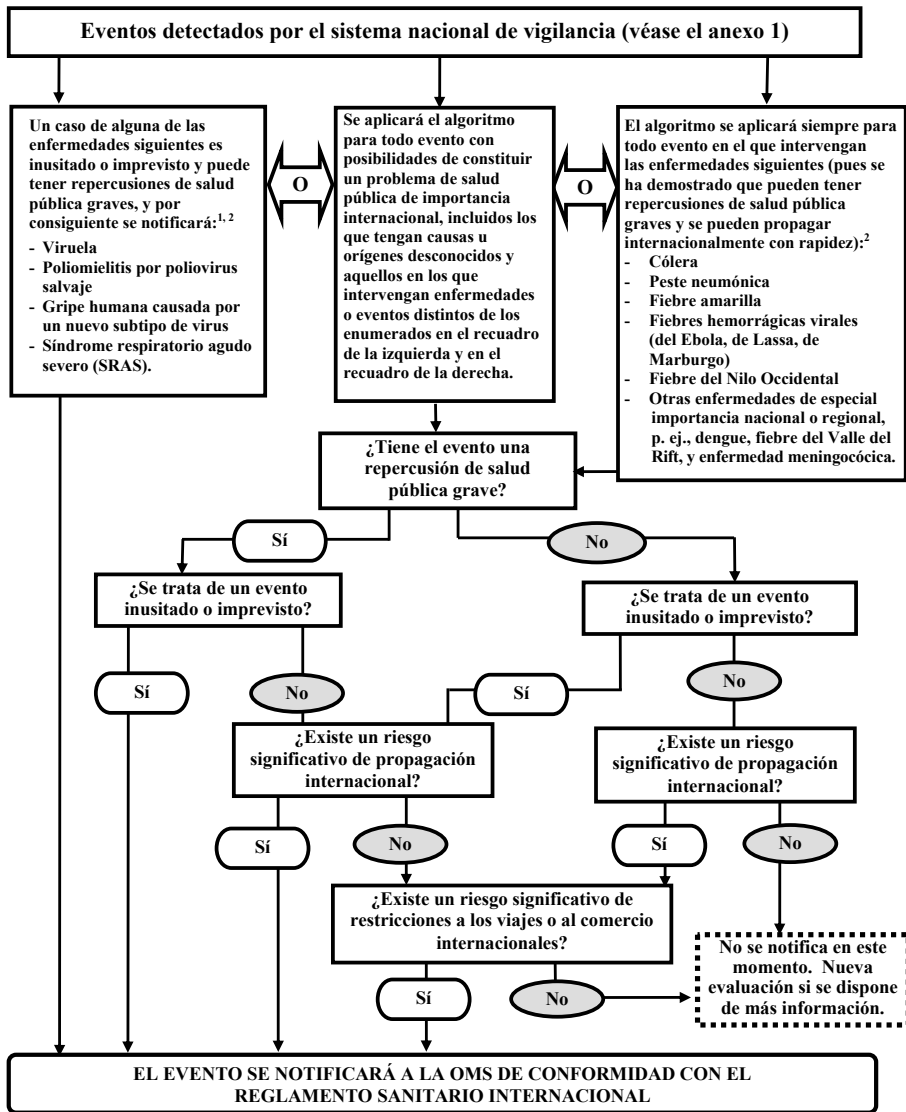 Eventos detectados por el sistema nacional de vigilancia (véase el anexo 1)
Un caso de alguna de las
enfermedades siguientes es
inusitado o imprevisto y puede
tener repercusiones de salud
pública graves, y por
consiguiente se notificará:1, 2
- Viruela
- Poliomielitis por poliovirus
salvaje
- Gripe humana causada por
un nuevo subtipo de virus
- Síndrome respiratorio agudo
severo (SRAS).
O
Se aplicará el algoritmo
para todo evento con
posibilidades de constituir
un problema de salud
pública de importancia
internacional, incluidos los
que tengan causas u
orígenes desconocidos y
aquellos en los que
intervengan enfermedades
o eventos distintos de los
enumerados en el recuadro
de la izquierda y en el
recuadro de la derecha.
O
El algoritmo se aplicará siempre para
todo evento en el que intervengan
las enfermedades siguientes (pues se
ha demostrado que pueden tener
repercusiones de salud pública
graves y se pueden propagar
internacionalmente con rapidez):2
- Cólera
- Peste neumónica
- Fiebre amarilla
- Fiebres hemorrágicas virales
(del Ebola, de Lassa, de
Marburgo)
- Fiebre del Nilo Occidental
- Otras enfermedades de especial
importancia nacional o regional,
p. ej., dengue, fiebre del Valle del
Rift, y enfermedad meningocócica.
¿Tiene el evento una
repercusión de salud
pública grave?
Sí
No
¿Se trata de un evento
inusitado o imprevisto?
¿Se trata de un evento
inusitado o imprevisto?
Sí
No
Sí
No
¿Existe un riesgo
significativo de propagación
internacional?
¿Existe un riesgo
significativo de propagación
internacional?
Sí
No
Sí
No
¿Existe un riesgo significativo de
restricciones a los viajes o al comercio
internacionales?
No se notifica en este
momento. Nueva
evaluación si se dispone
de más información.
Sí
No
EL EVENTO SE NOTIFICARÁ A LA OMS DE CONFORMIDAD CON EL
REGLAMENTO SANITARIO INTERNACIONAL